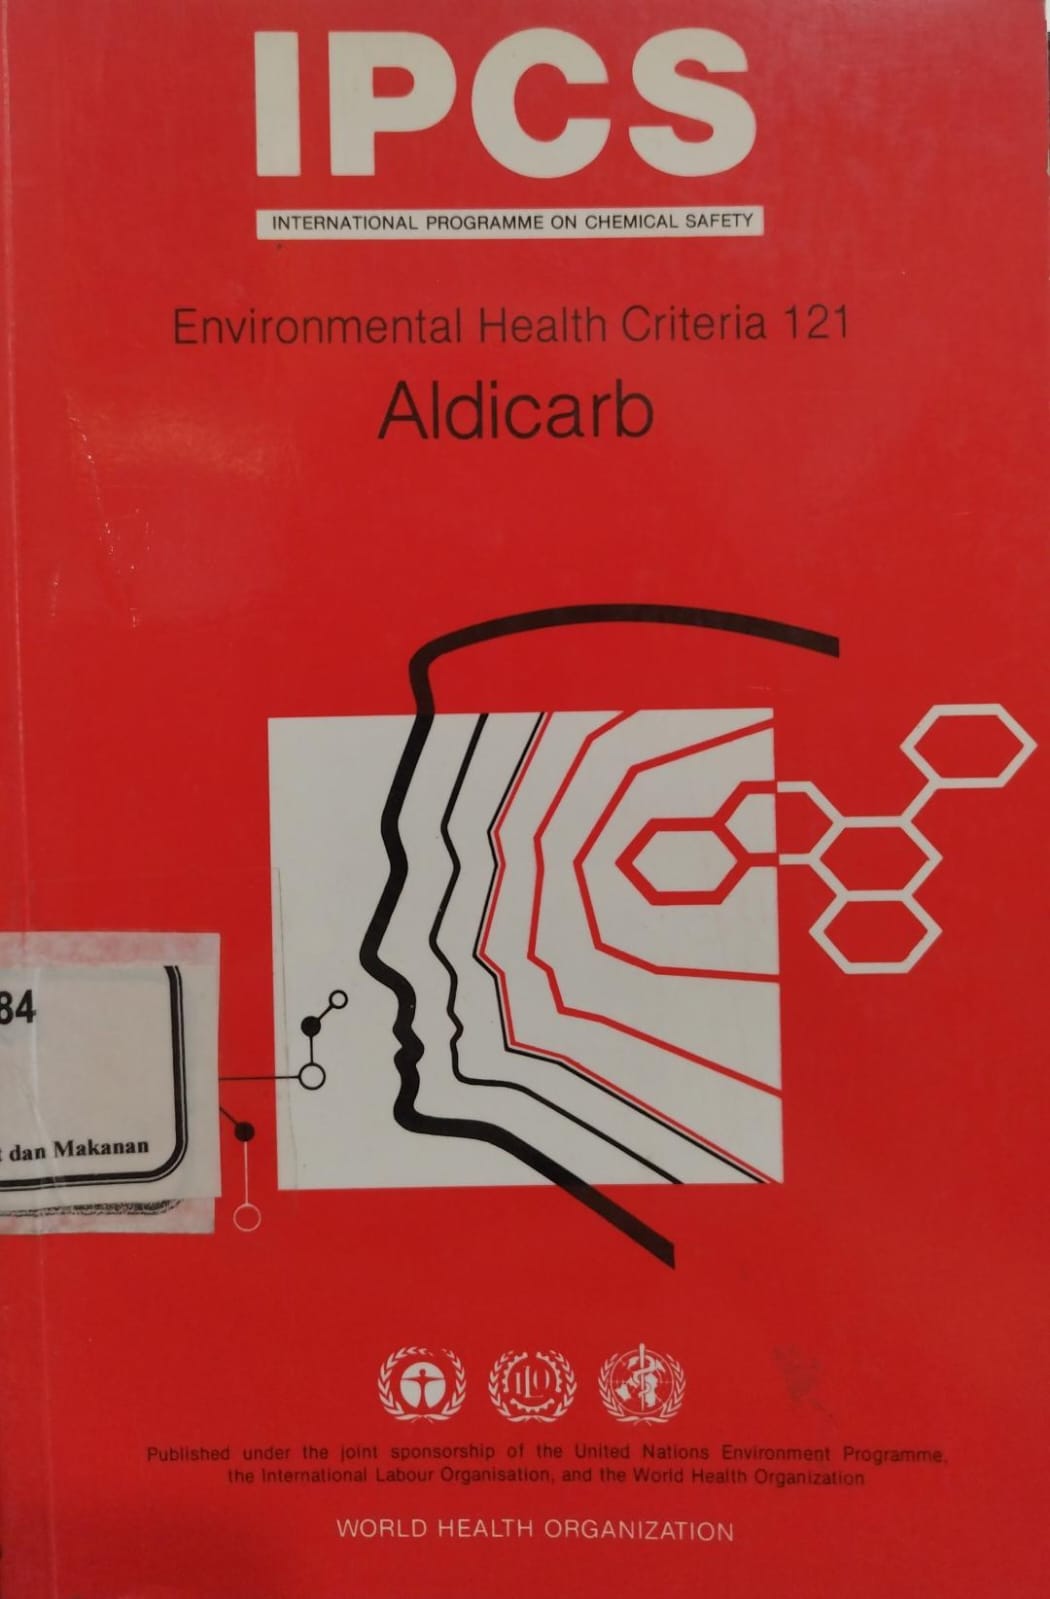 IPCS
INTERNATIONAL PROGRAMME ON CHEMICAL SAFETY
Environmental Health Criteria 121
Aldicarb
84
dan Makanan
ILO
Published under the joint sponsorship of the United Nations Environment Programme,
the International Labour Organisation, and the World Health Organization
WORLD HEALTH ORGANIZATION